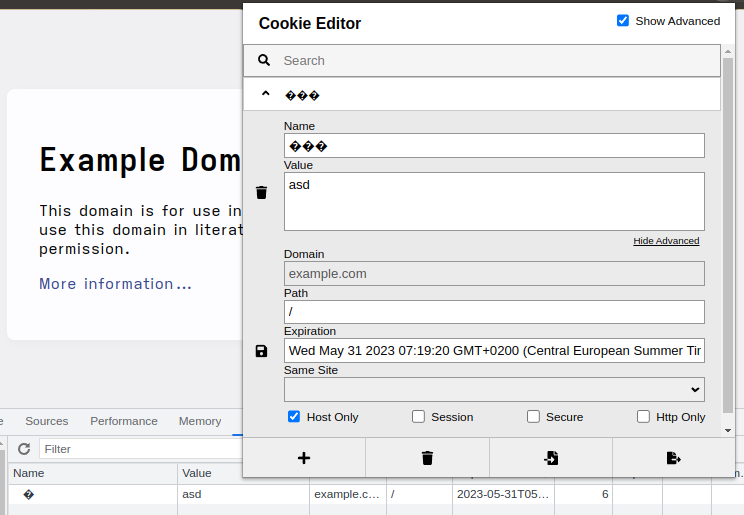 Cookie Editor
Show Advanced
Search
���
Name
���
Value
asd
Hide Advanced
Domain
example.com
Path
/
Expiration
Wed May 31 2023 07:19:20 GMT+0200 (Central European Summer Tir
Same Site
Host Only
Session
Secure
Http Only
Example Dom
This domain is for use in
use this domain in literat
permission.
More information...
Sources Performance Memory
Filter
Name Value
� asd example.c... / 2023-05-31T05... 6